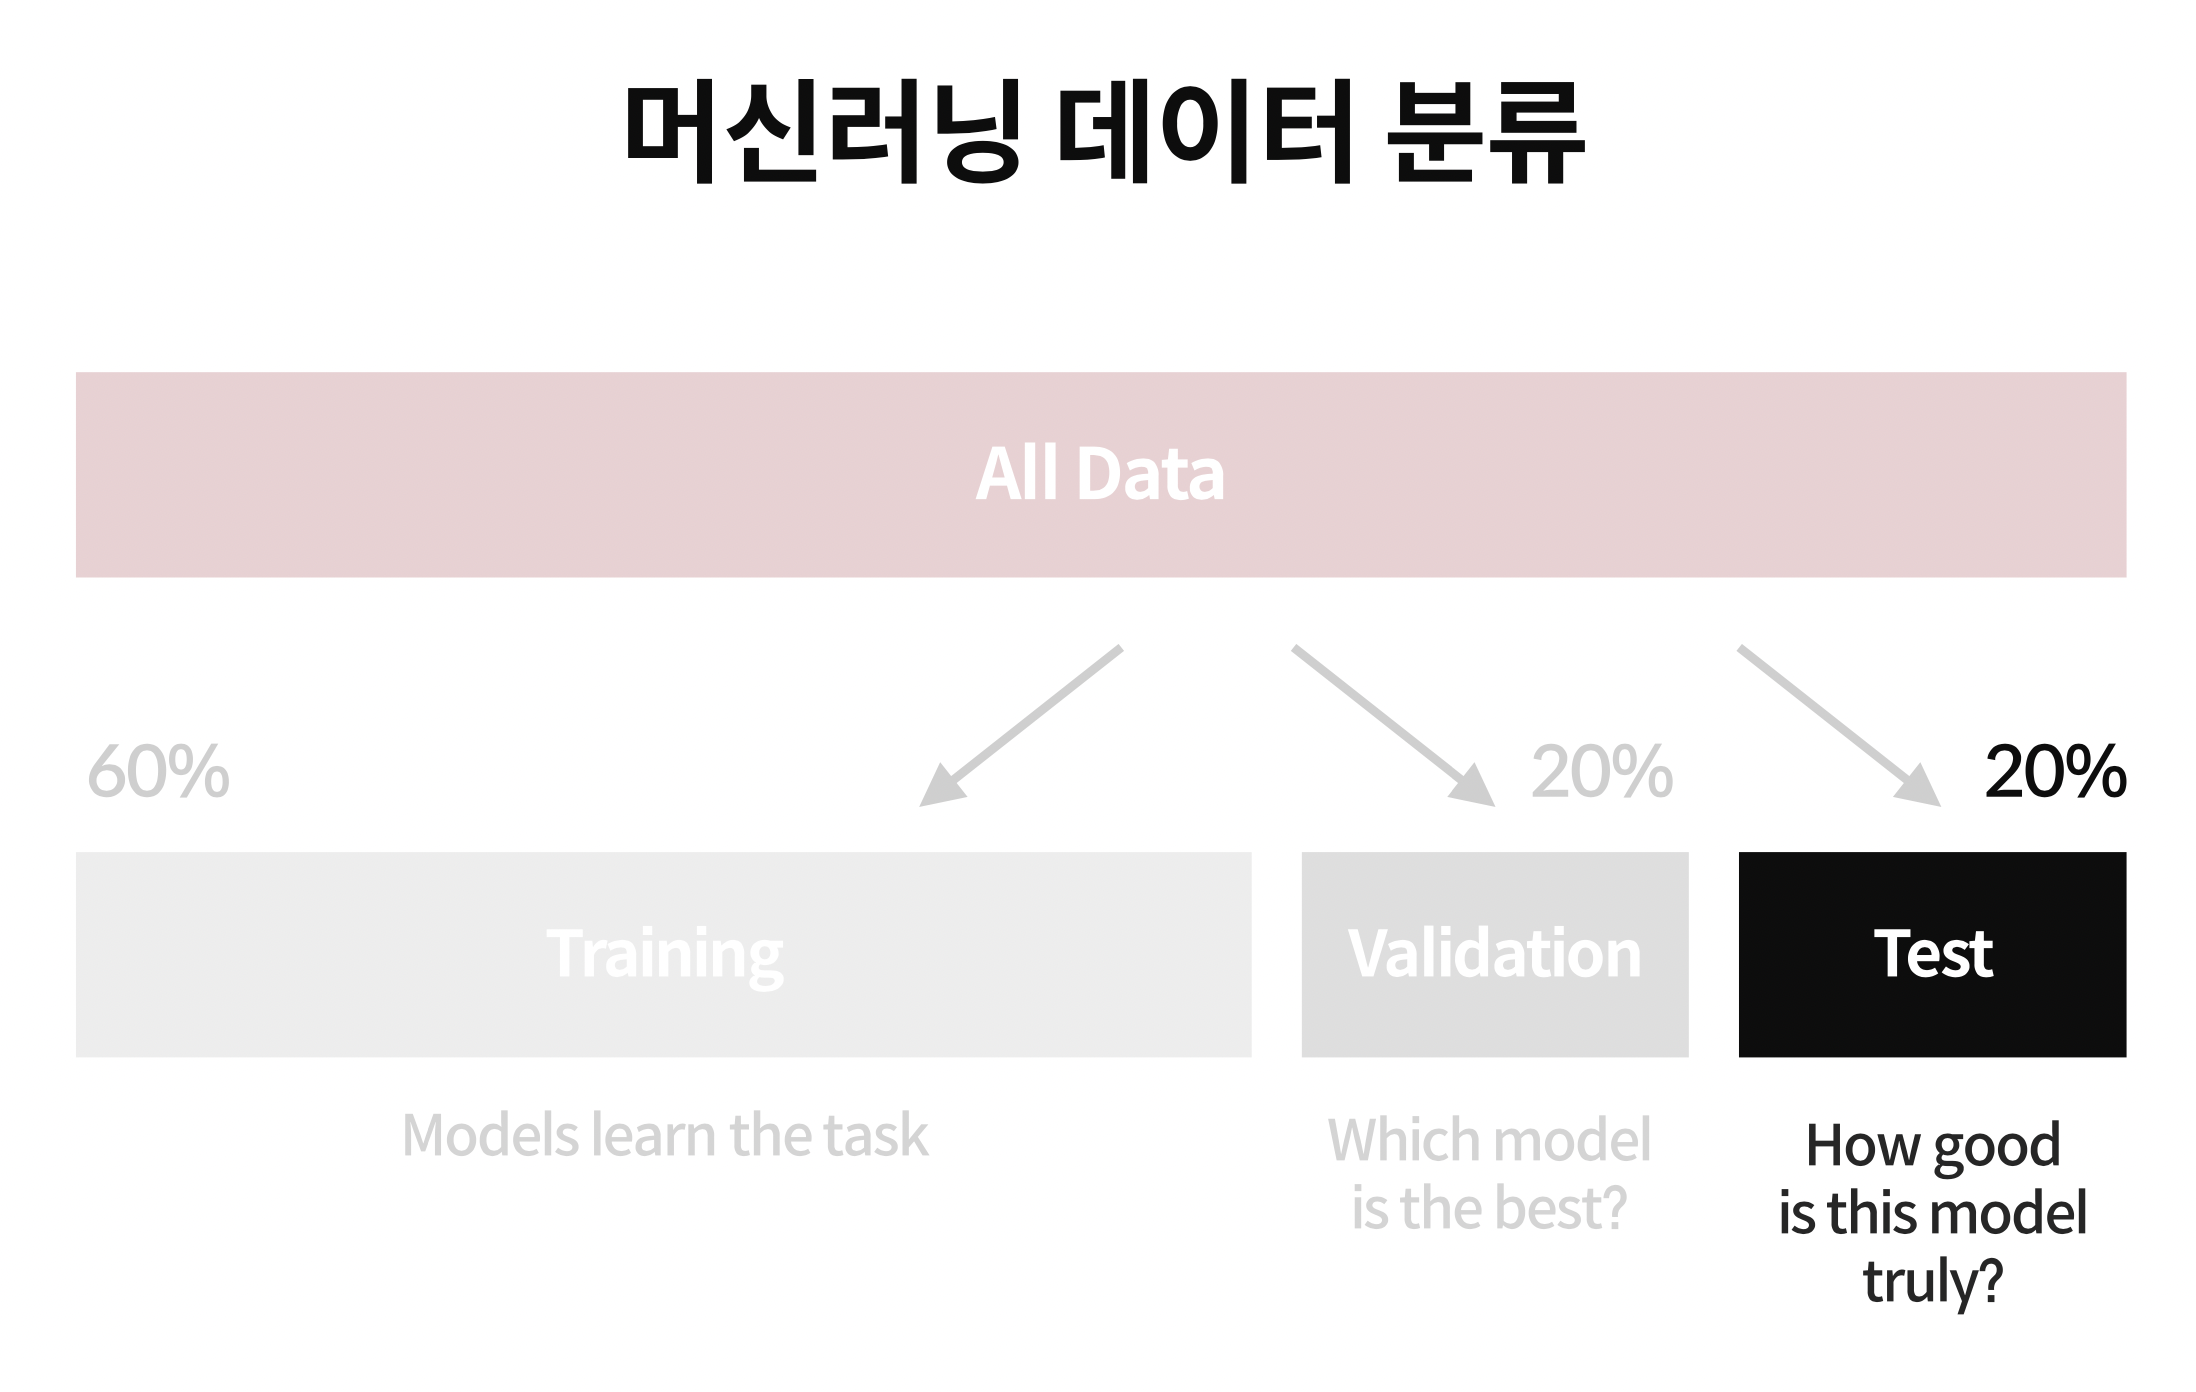 머신러닝 데이터 분류
All Data
60%
20%
20%
Training
Validation
Test
Models learn the task
Which model
is the best?
How good
is this model
truly?